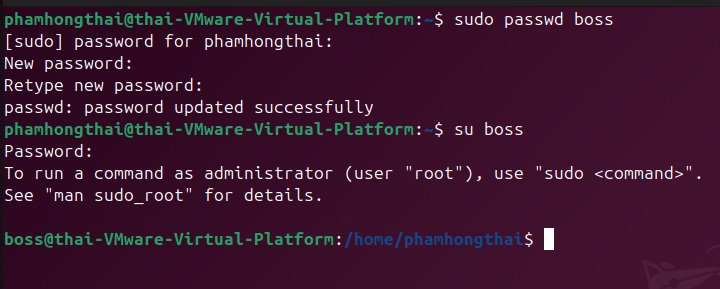 phamhongthai@thai-VMware-Virtual-Platform:~$ sudo passwd boss
[sudo] password for phamhongthai:
New password:
Retype new password:
passwd: password updated successfully
phamhongthai@thai-VMware-Virtual-Platform:~$ su boss
Password:
To run a command as administrator (user "root"), use "sudo <command>".
See "man sudo_root" for details.
boss@thai-VMware-Virtual-Platform:/home/phamhongthai$